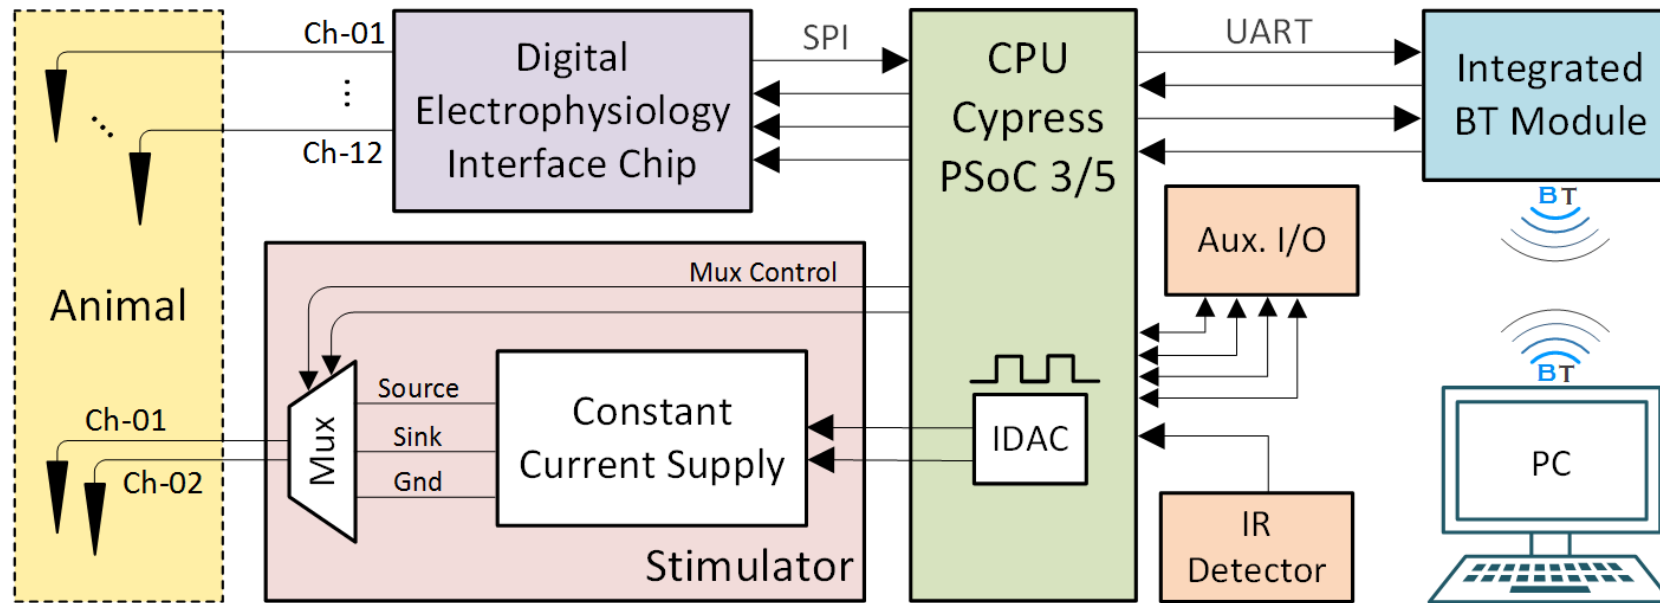 Ch-01
Ch-12
Digital
Electrophysiology
Interface Chip
SPI
CPU
Cypress
PSoC 3/5
UART
Integrated
BT Module
BT
Aux. I/O
Animal
Mux Control
Source
Sink
Gnd
Mux
Constant
Current Supply
IDAC
Ch-01
Ch-02
Stimulator
IR
Detector
BT
PC